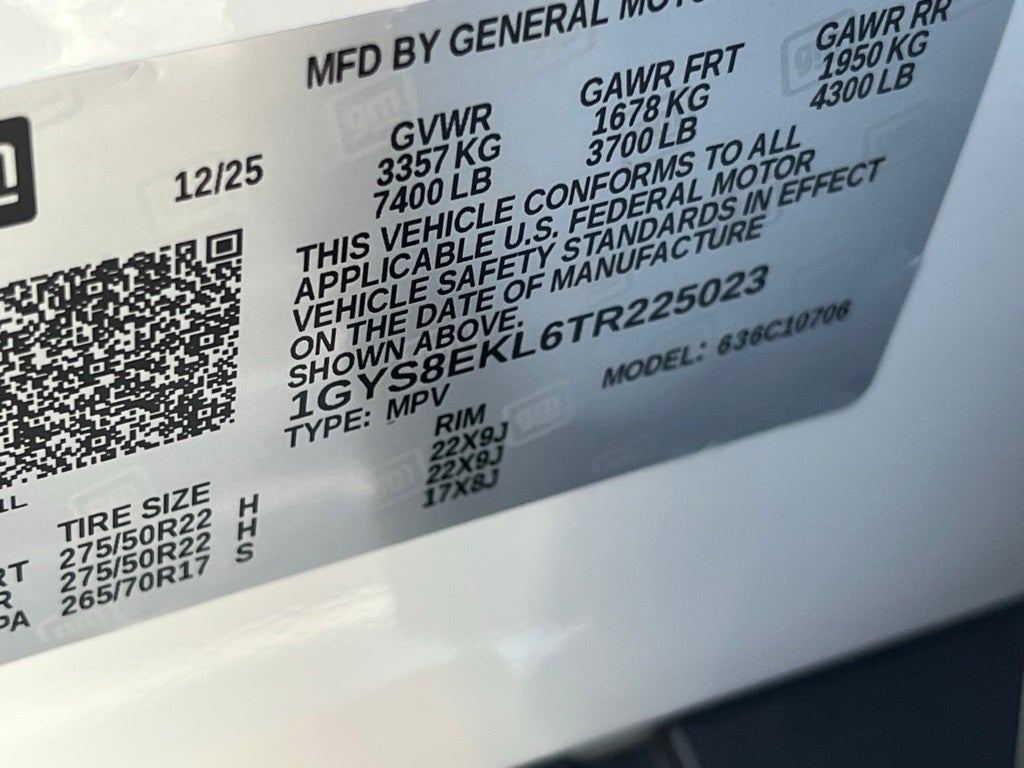 MFD BY GENERAL
GVWR GAWR FRT GAWR RR
12/25 3357 KG 1678 KG 1950 KG
7400 LB 3700 LB 4300 LB
THIS VEHICLE CONFORMS TO ALL
APPLICABLE U.S. FEDERAL MOTOR
VEHICLE SAFETY STANDARDS IN EFFECT
ON THE DATE OF MANUFACTURE
SHOWN ABOVE.
1GYS8EKL6TR225023
TYPE: MPV MODEL: 636C10706
TIRE SIZE RIM
275/50R22 H 22X9J
275/50R22 H 22X9J
265/70R17 S 17X8J